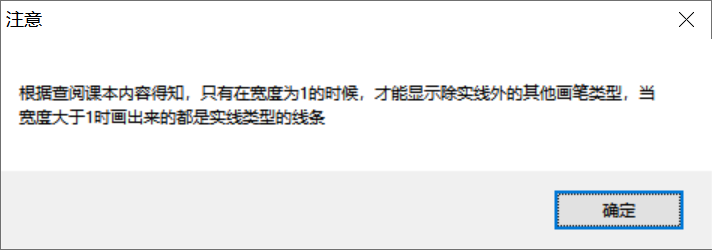 注意
根据查阅课本内容得知，只有在宽度为1的时候，才能显示除实线外的其他画笔类型，当
宽度大于1时画出来的都是实线类型的线条
确定